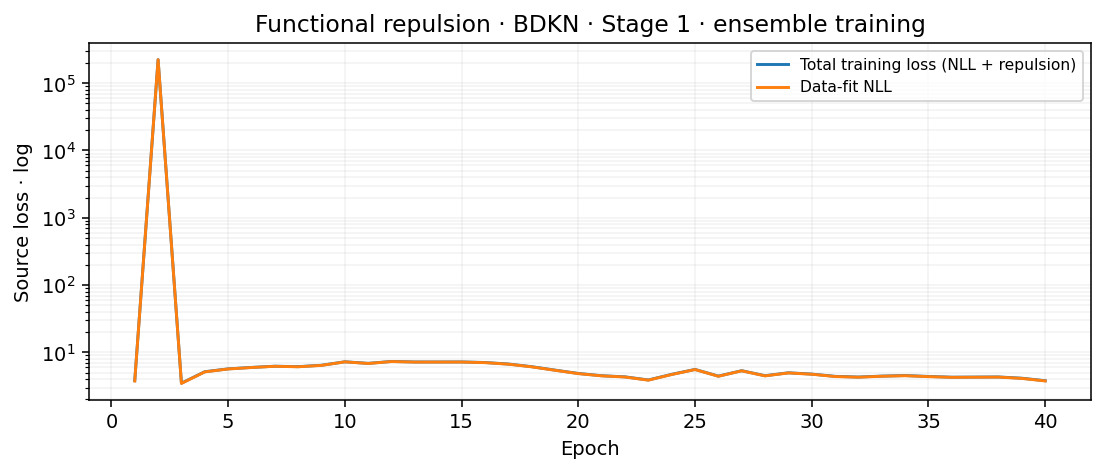 Functional repulsion · BDKN · Stage 1 · ensemble training
Total training loss (NLL + repulsion)
Data-fit NLL
Source loss · log
10^5
10^4
10^3
10^2
10^1
0 5 10 15 20 25 30 35 40
Epoch